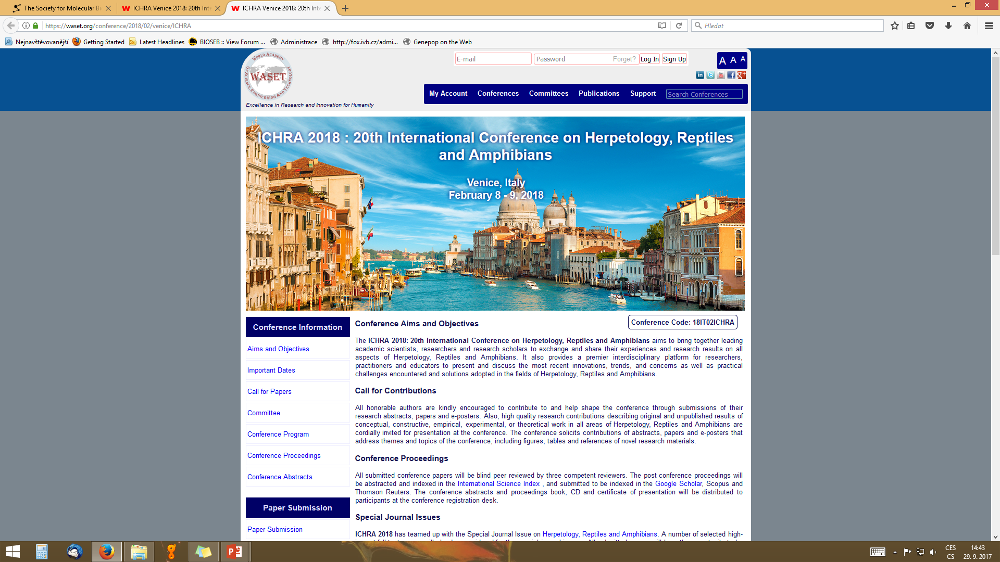 The Society for Molecular Bi
ICHRA Venice 2018: 20th Inte
ICHRA Venice 2018: 20th Inte
https://waset.org/conference/2018/02/venice/ICHRA
Hledat
Nejnavštěvovanější
Getting Started
Latest Headlines
BIOSEB :: View Forum ...
Administrace
http://fox.ivb.cz/admi...
Genepop on the Web
World Academy
WASET
Of Science, Engineering And Technology
E-mail
Password
Forget?
Log In
Sign Up
A A A
Excellence in Research and Innovation for Humanity
My Account
Conferences
Committees
Publications
Support
Search Conferences
ICHRA 2018 : 20th International Conference on Herpetology, Reptiles
and Amphibians
Venice, Italy
February 8 - 9, 2018
Conference Information
Aims and Objectives
Important Dates
Call for Papers
Committee
Conference Program
Conference Proceedings
Conference Abstracts
Paper Submission
Paper Submission
Conference Aims and Objectives
Conference Code: 18IT02ICHRA
The ICHRA 2018: 20th International Conference on Herpetology, Reptiles and Amphibians aims to bring together leading
academic scientists, researchers and research scholars to exchange and share their experiences and research results on all
aspects of Herpetology, Reptiles and Amphibians. It also provides a premier interdisciplinary platform for researchers,
practitioners and educators to present and discuss the most recent innovations, trends, and concerns as well as practical
challenges encountered and solutions adopted in the fields of Herpetology, Reptiles and Amphibians.
Call for Contributions
All honorable authors are kindly encouraged to contribute to and help shape the conference through submissions of their
research abstracts, papers and e-posters. Also, high quality research contributions describing original and unpublished results of
conceptual, constructive, empirical, experimental, or theoretical work in all areas of Herpetology, Reptiles and Amphibians are
cordially invited for presentation at the conference. The conference solicits contributions of abstracts, papers and e-posters that
address themes and topics of the conference, including figures, tables and references of novel research materials.
Conference Proceedings
All submitted conference papers will be blind peer reviewed by three competent reviewers. The post conference proceedings will
be abstracted and indexed in the International Science Index , and submitted to be indexed in the Google Scholar, Scopus and
Thomson Reuters. The conference abstracts and proceedings book, CD and certificate of presentation will be distributed to
participants at the conference registration desk.
Special Journal Issues
ICHRA 2018 has teamed up with the Special Journal Issue on Herpetology, Reptiles and Amphibians. A number of selected high-
CES
CS
14:43
29. 9. 2017